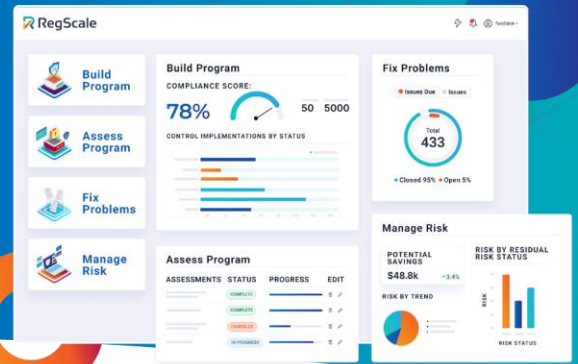 RegScale
Build
Program
Assess
Program
Fix
Problems
Manage
Risk
Build Program
COMPLIANCE SCORE:
78%
50 5000
CONTROL IMPLEMENTATIONS BY STATUS
Fix Problems
Issues Due Issues
Total
433
Closed 95% Open 5%
Assess Program
ASSESSMENTS STATUS PROGRESS EDIT
COMPLETE
COMPLETE
CANCELED
IN PROGRESS
Manage Risk
POTENTIAL
SAVINGS
$48.8k 3.4%
RISK BY TREND
RISK BY RESIDUAL
RISK STATUS
RISK
RISK STATUS